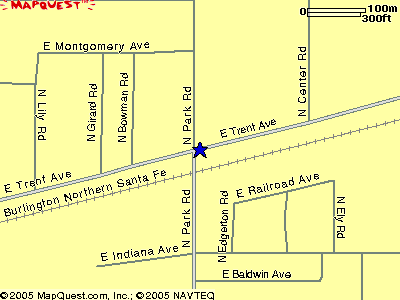 MAPQUEST
0 100m
300ft
E Montgomery Ave
N Lily Rd
N Girard Rd
N Bowman Rd
N Park Rd
N Center Rd
E Trent Ave
E Trent Ave
Burlington Northern Santa Fe
N Park Rd
E Railroad Ave
N Edgerton Rd
N Ely Rd
E Indiana Ave
E Baldwin Ave
©2005 MapQuest.com, Inc.; ©2005 NAVTEQ